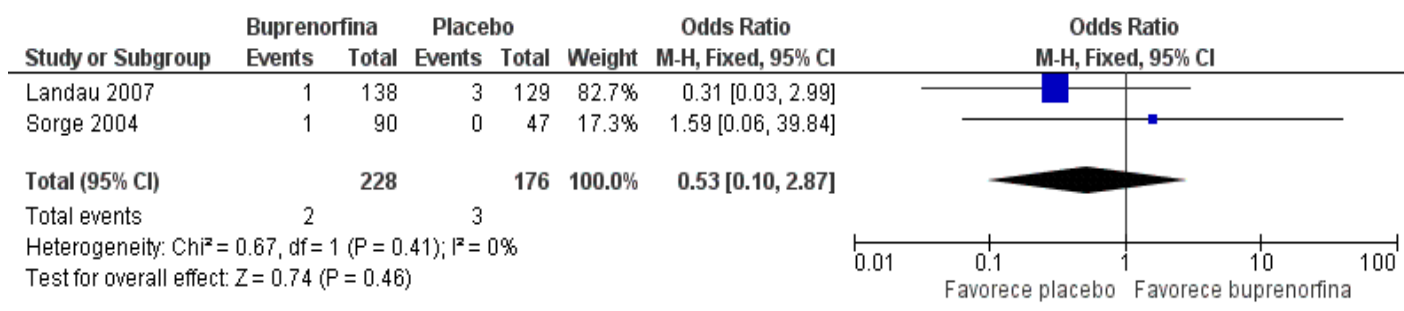 Buprenorfina Placebo Odds Ratio Odds Ratio
Study or Subgroup Events Total Events Total Weight M-H, Fixed, 95% CI M-H, Fixed, 95% CI
Landau 2007 1 138 3 129 82.7% 0.31 [0.03, 2.99]
Sorge 2004 1 90 0 47 17.3% 1.59 [0.06, 39.84]
Total (95% CI) 228 176 100.0% 0.53 [0.10, 2.87]
Total events 2 3
Heterogeneity: Chi² = 0.67, df = 1 (P = 0.41); I² = 0%
Test for overall effect: Z = 0.74 (P = 0.46)
0.01 0.1 1 10 100
Favorece placebo Favorece buprenorfina